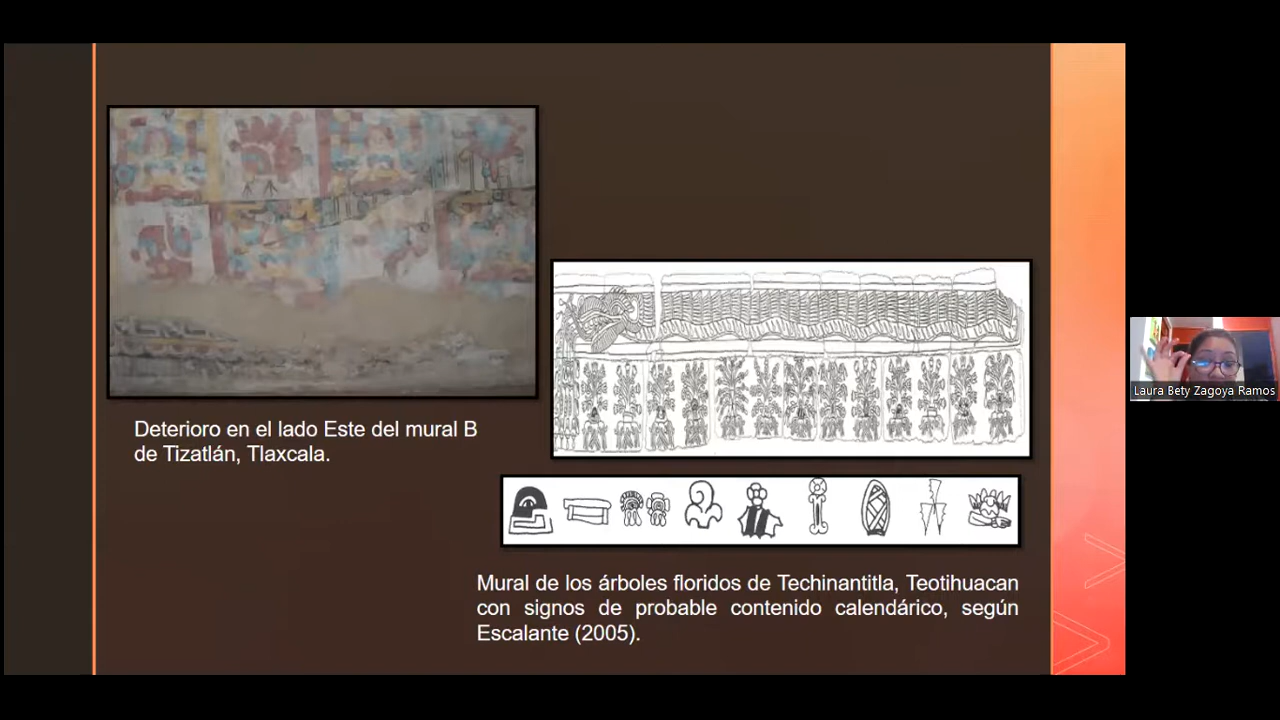 Deterioro en el lado Este del mural B
de Tizatlán, Tlaxcala.
Mural de los árboles floridos de Techinantitla, Teotihuacan
con signos de probable contenido calendárico, según
Escalante (2005).
Laura Bety Zagoya Ramos